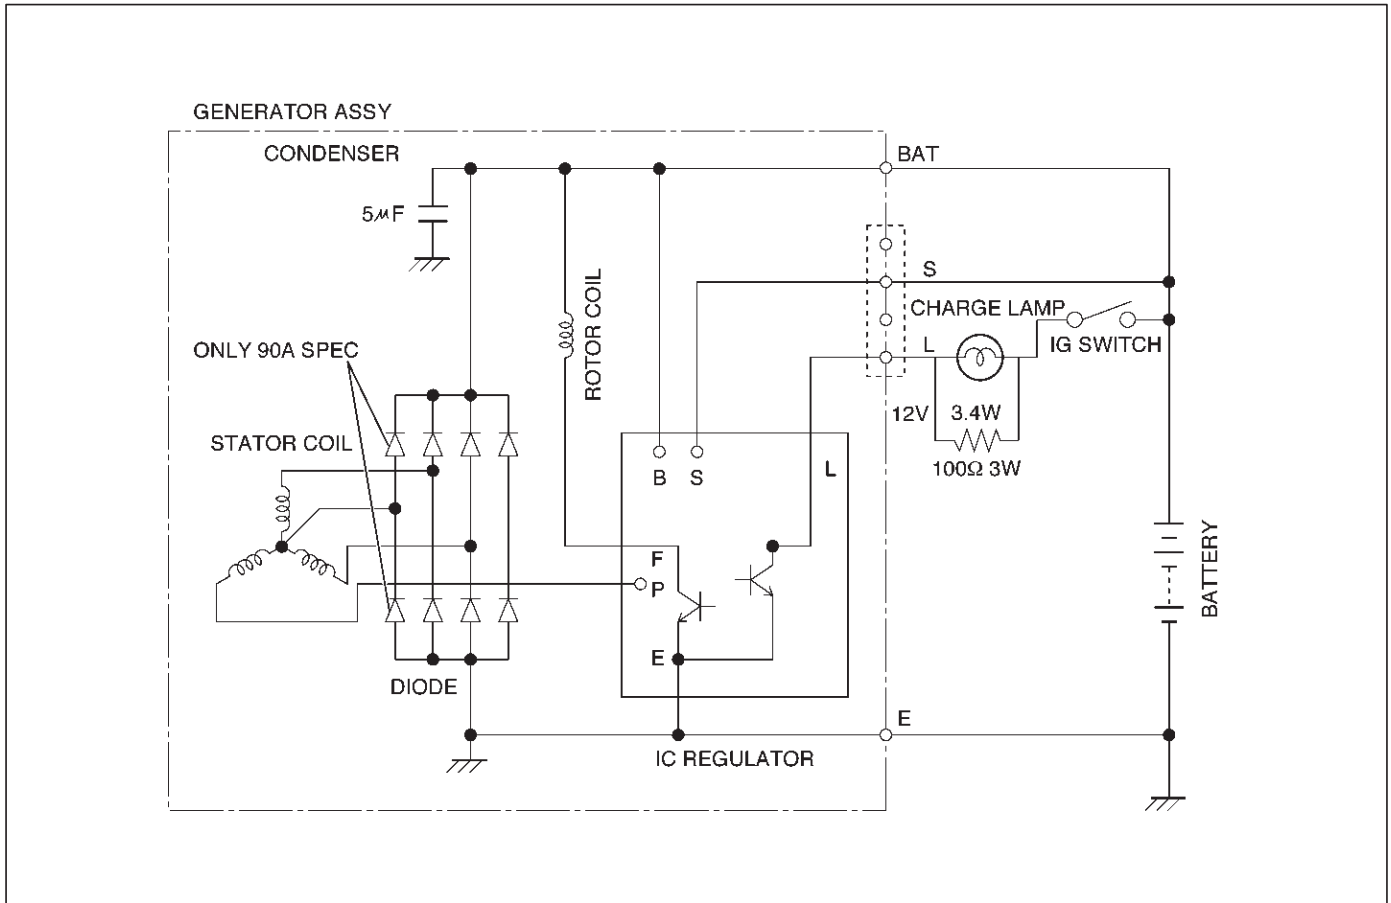 GENERATOR ASSY
CONDENSER
BAT
5μF
S
CHARGE LAMP
IG SWITCH
L
ROTOR COIL
ONLY 90A SPEC
12V 3.4W
100Ω 3W
STATOR COIL
B S
L
F
P
E
BATTERY
DIODE
E
IC REGULATOR